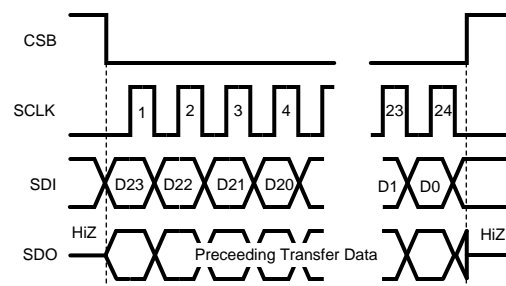 CSB
SCLK 1 2 3 4 23 24
SDI D23 D22 D21 D20 D1 D0
HiZ HiZ
SDO Preceeding Transfer Data